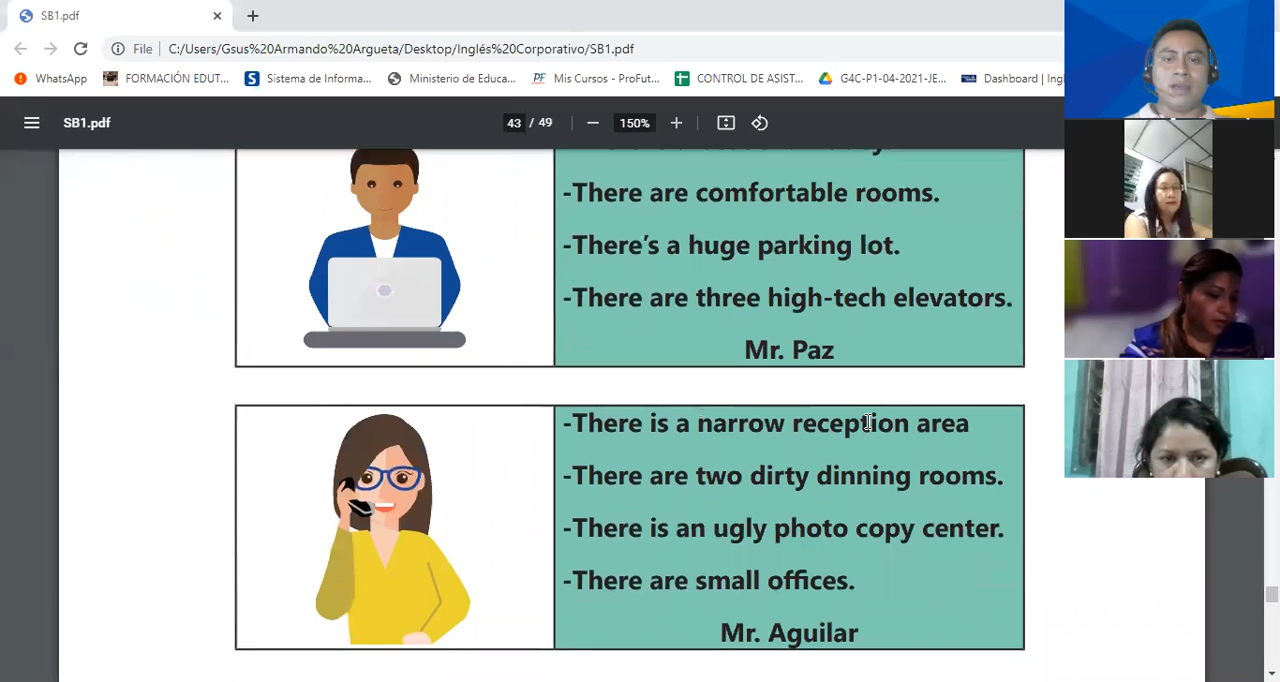 SB1.pdf
File C:/Users/Gsus%20Armando%20Argueta/Desktop/Inglés%20Corporativo/SB1.pdf
WhatsApp FORMACIÓN EDUT... Sistema de Informa... Ministerio de Educa... Mis Cursos - ProFut... CONTROL DE ASIST... G4C-P1-04-2021-JE... Dashboard | Ingl
SB1.pdf 43 / 49 150%
-There are comfortable rooms.
-There's a huge parking lot.
-There are three high-tech elevators.
Mr. Paz
-There is a narrow reception area
-There are two dirty dinning rooms.
-There is an ugly photo copy center.
-There are small offices.
Mr. Aguilar